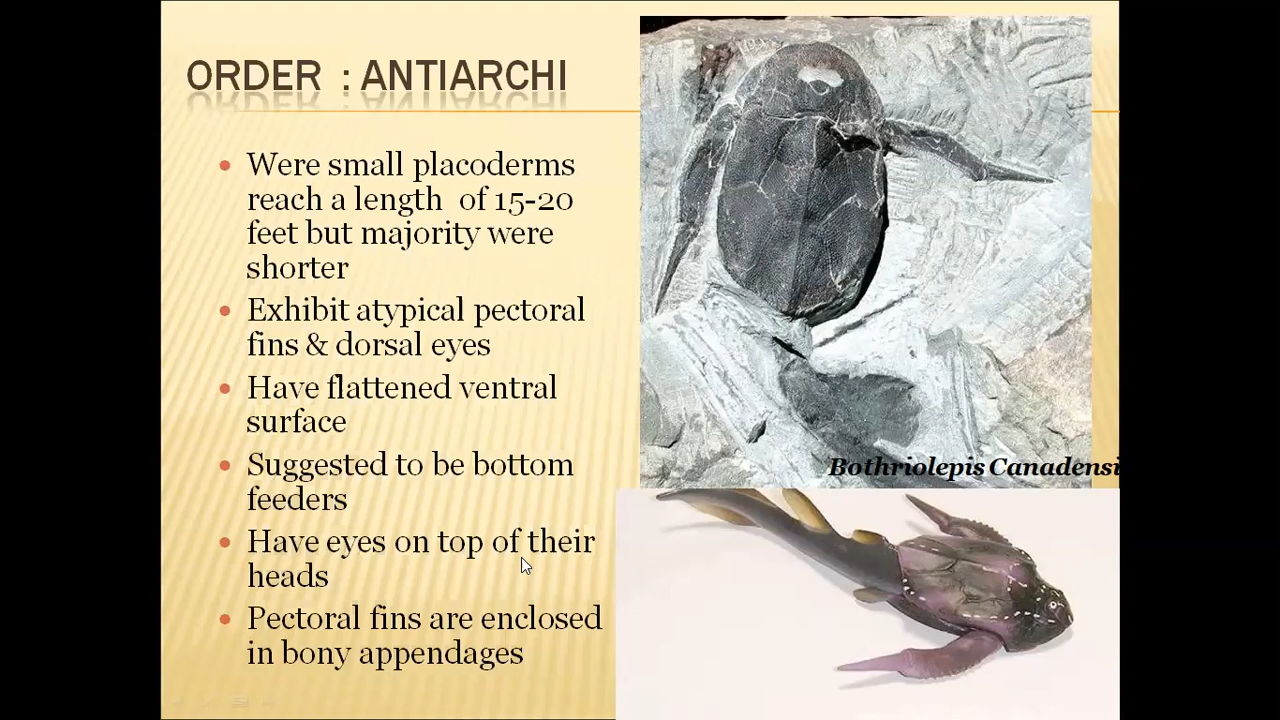 ORDER : ANTIARCHI
Were small placoderms
reach a length of 15-20
feet but majority were
shorter
Exhibit atypical pectoral
fins & dorsal eyes
Have flattened ventral
surface
Suggested to be bottom
feeders
Have eyes on top of their
heads
Pectoral fins are enclosed
in bony appendages
Bothriolepis Canadensi